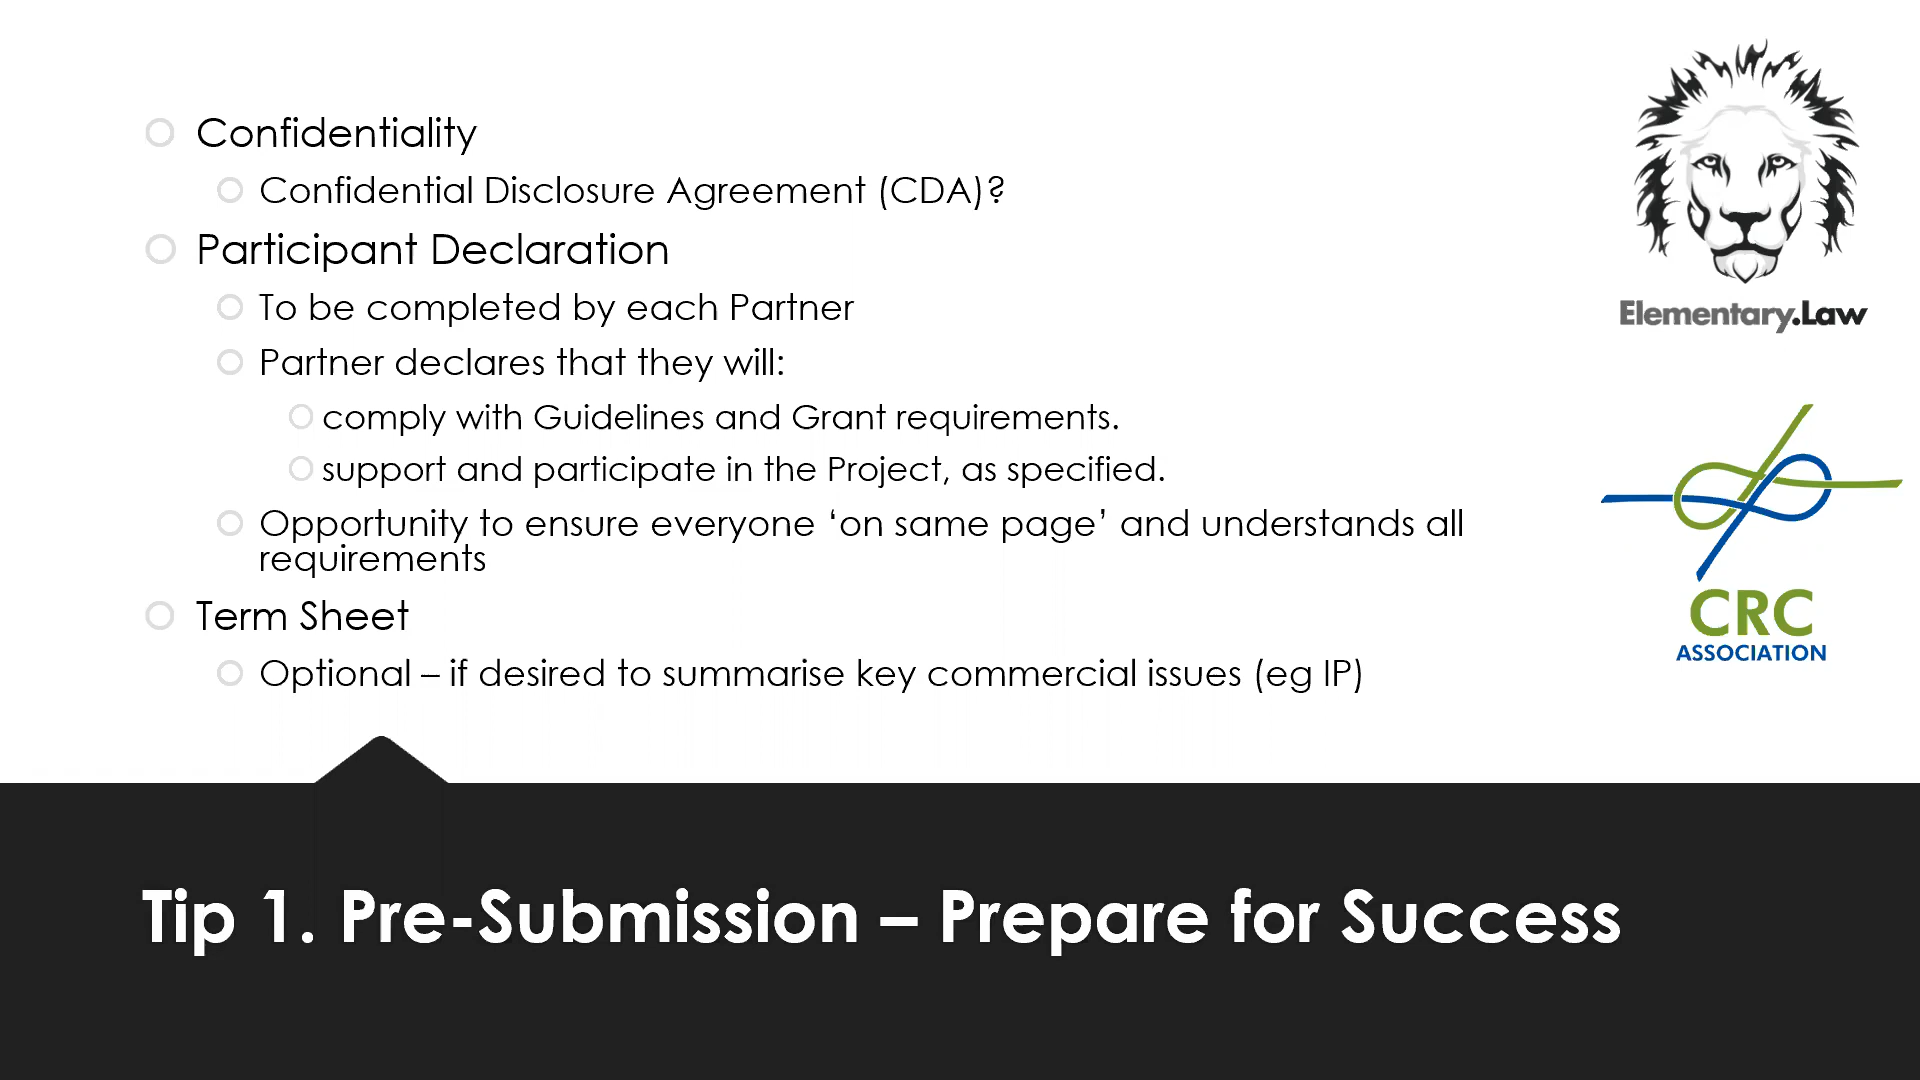 Confidentiality
Confidential Disclosure Agreement (CDA)?
Participant Declaration
To be completed by each Partner
Partner declares that they will:
comply with Guidelines and Grant requirements.
support and participate in the Project, as specified.
Opportunity to ensure everyone ‘on same page’ and understands all
requirements
Term Sheet
Optional – if desired to summarise key commercial issues (eg IP)
Elementary.Law
CRC
ASSOCIATION
Tip 1. Pre-Submission – Prepare for Success